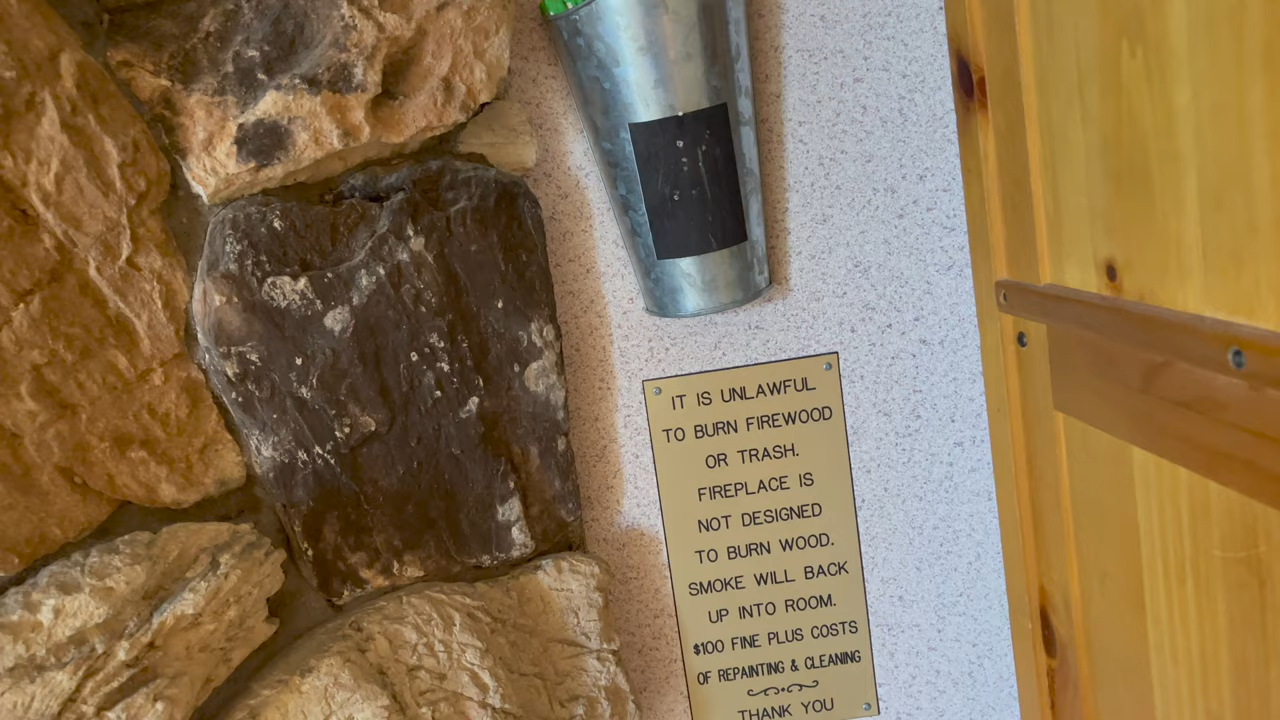 IT IS UNLAWFUL
TO BURN FIREWOOD
OR TRASH.
FIREPLACE IS
NOT DESIGNED
TO BURN WOOD.
SMOKE WILL BACK
UP INTO ROOM.
$100 FINE PLUS COSTS
OF REPAINTING & CLEANING
THANK YOU